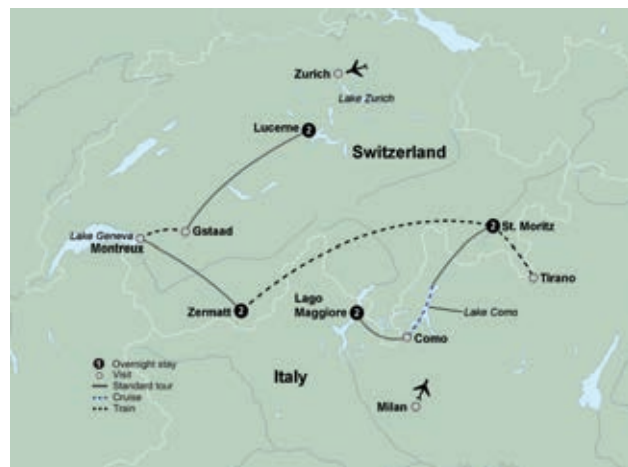 Zurich
Lake Zurich
Lucerne 2
Switzerland
Lake Geneva
Montreux
Gstaad
2 St. Moritz
Tirano
Zermatt 2
Lago
Maggiore 2
Lake Como
Como
Italy
Milan
1 Overnight stay
Visit
Standard tour
Cruise
Train